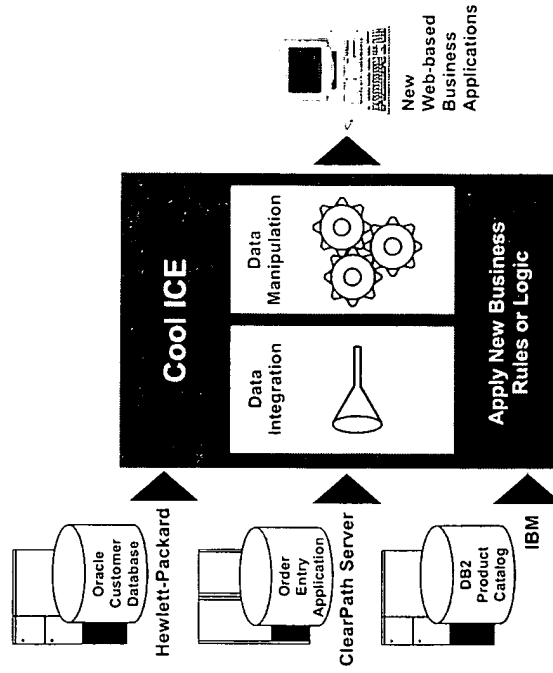 Oracle
Customer
Database
Hewlett-Packard
Order
Entry
Application
ClearPath Server
DB2
Product
Catalog
IBM
Cool ICE
Data
Integration
Data
Manipulation
Apply New Business
Rules or Logic
New
Web-based
Business
Applications